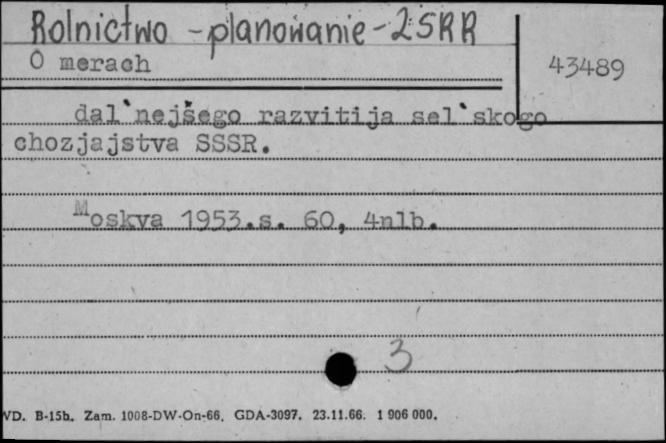 Rolnictwo - planowanie - ZSRR
O merach
43489
dal`nejšego razvitija sel`skogo
chozjajstva SSSR.
Moskva 1953.s. 60, 4nlb.
3
WD. B-15b. Zam. 1008-DW-On-66. GDA-3097. 23.11.66. 1 906 000.